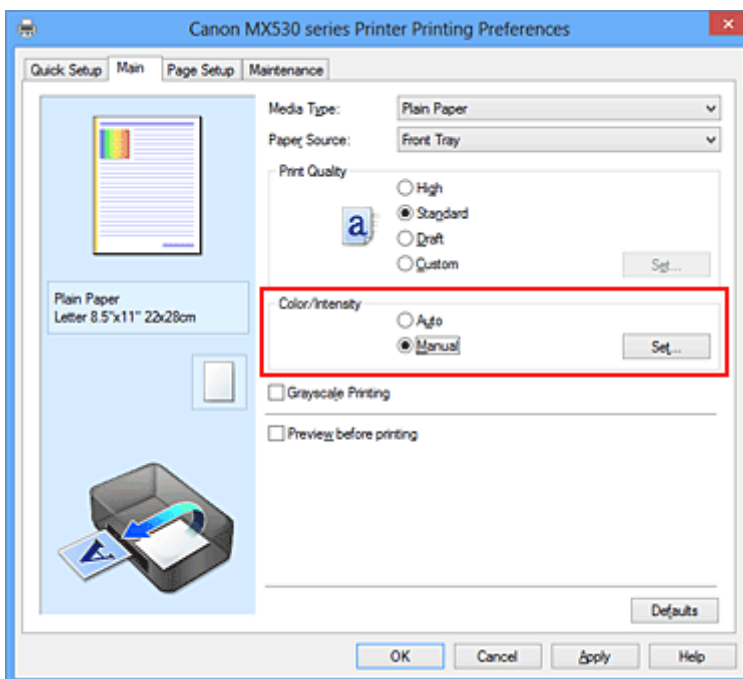 Canon MX530 series Printer Printing Preferences
Quick Setup Main Page Setup Maintenance
Media Type: Plain Paper
Paper Source: Front Tray
Print Quality
High
a Standard
Draft
Custom Set...
Plain Paper
Letter 8.5"x11" 22x28cm
Color/Intensity
Auto
Manual Set...
Grayscale Printing
Preview before printing
A
Defaults
OK Cancel Apply Help